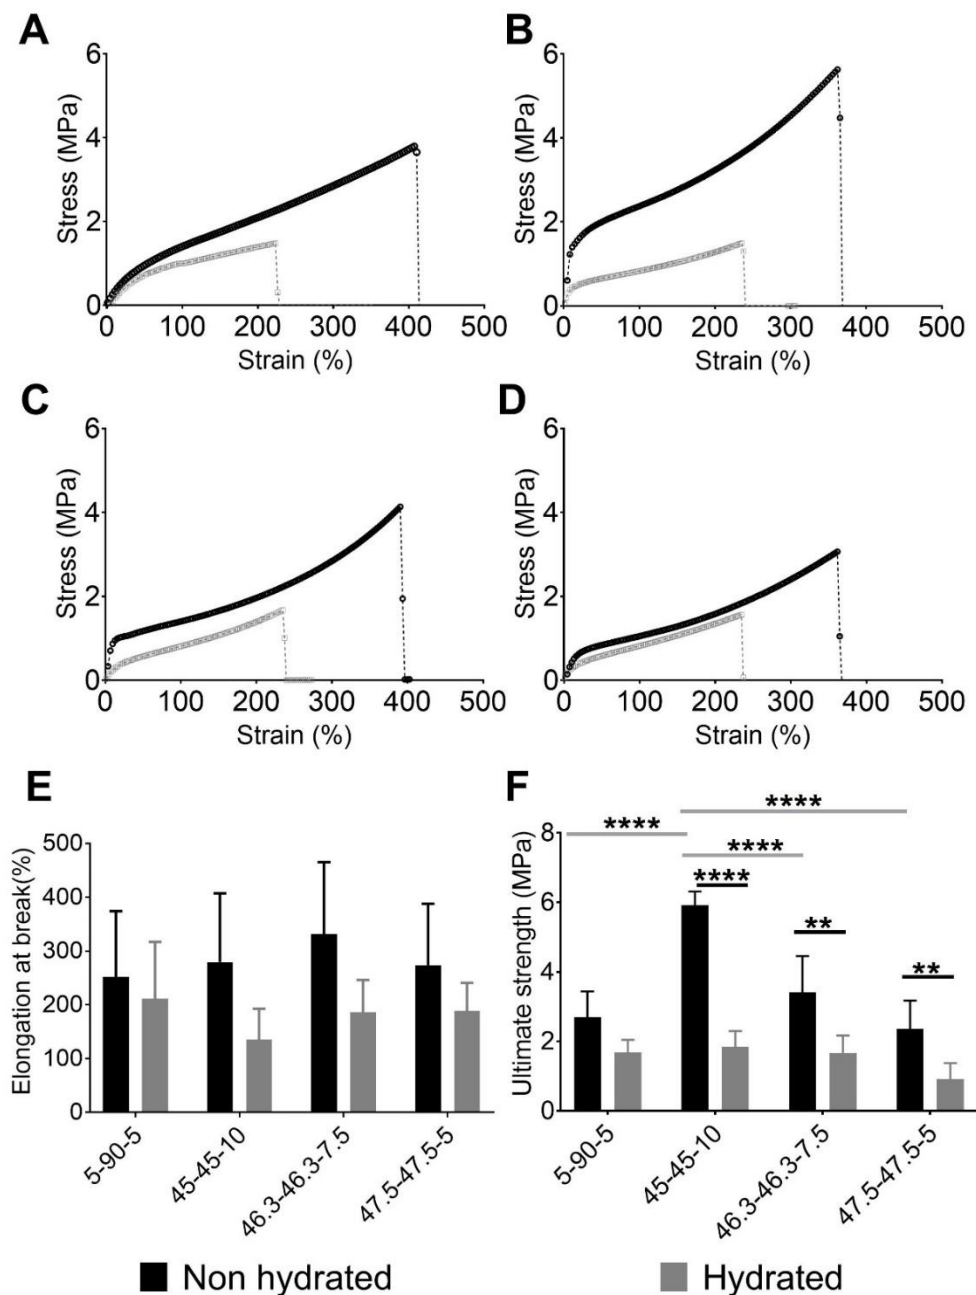 A
B
6
4
2
0
Stress (MPa)
0 100 200 300 400 500
Strain (%)
6
4
2
0
Stress (MPa)
0 100 200 300 400 500
Strain (%)
C
D
6
4
2
0
Stress (MPa)
0 100 200 300 400 500
Strain (%)
6
4
2
0
Stress (MPa)
0 100 200 300 400 500
Strain (%)
E
500
400
300
200
100
0
Elongation at break(%)
5-90-5
45-45-10
46.3-46.3-7.5
47.5-47.5-5
F
8
6
4
2
0
Ultimate strength (MPa)
****
****
****
****
**
**
5-90-5
45-45-10
46.3-46.3-7.5
47.5-47.5-5
Non hydrated
Hydrated